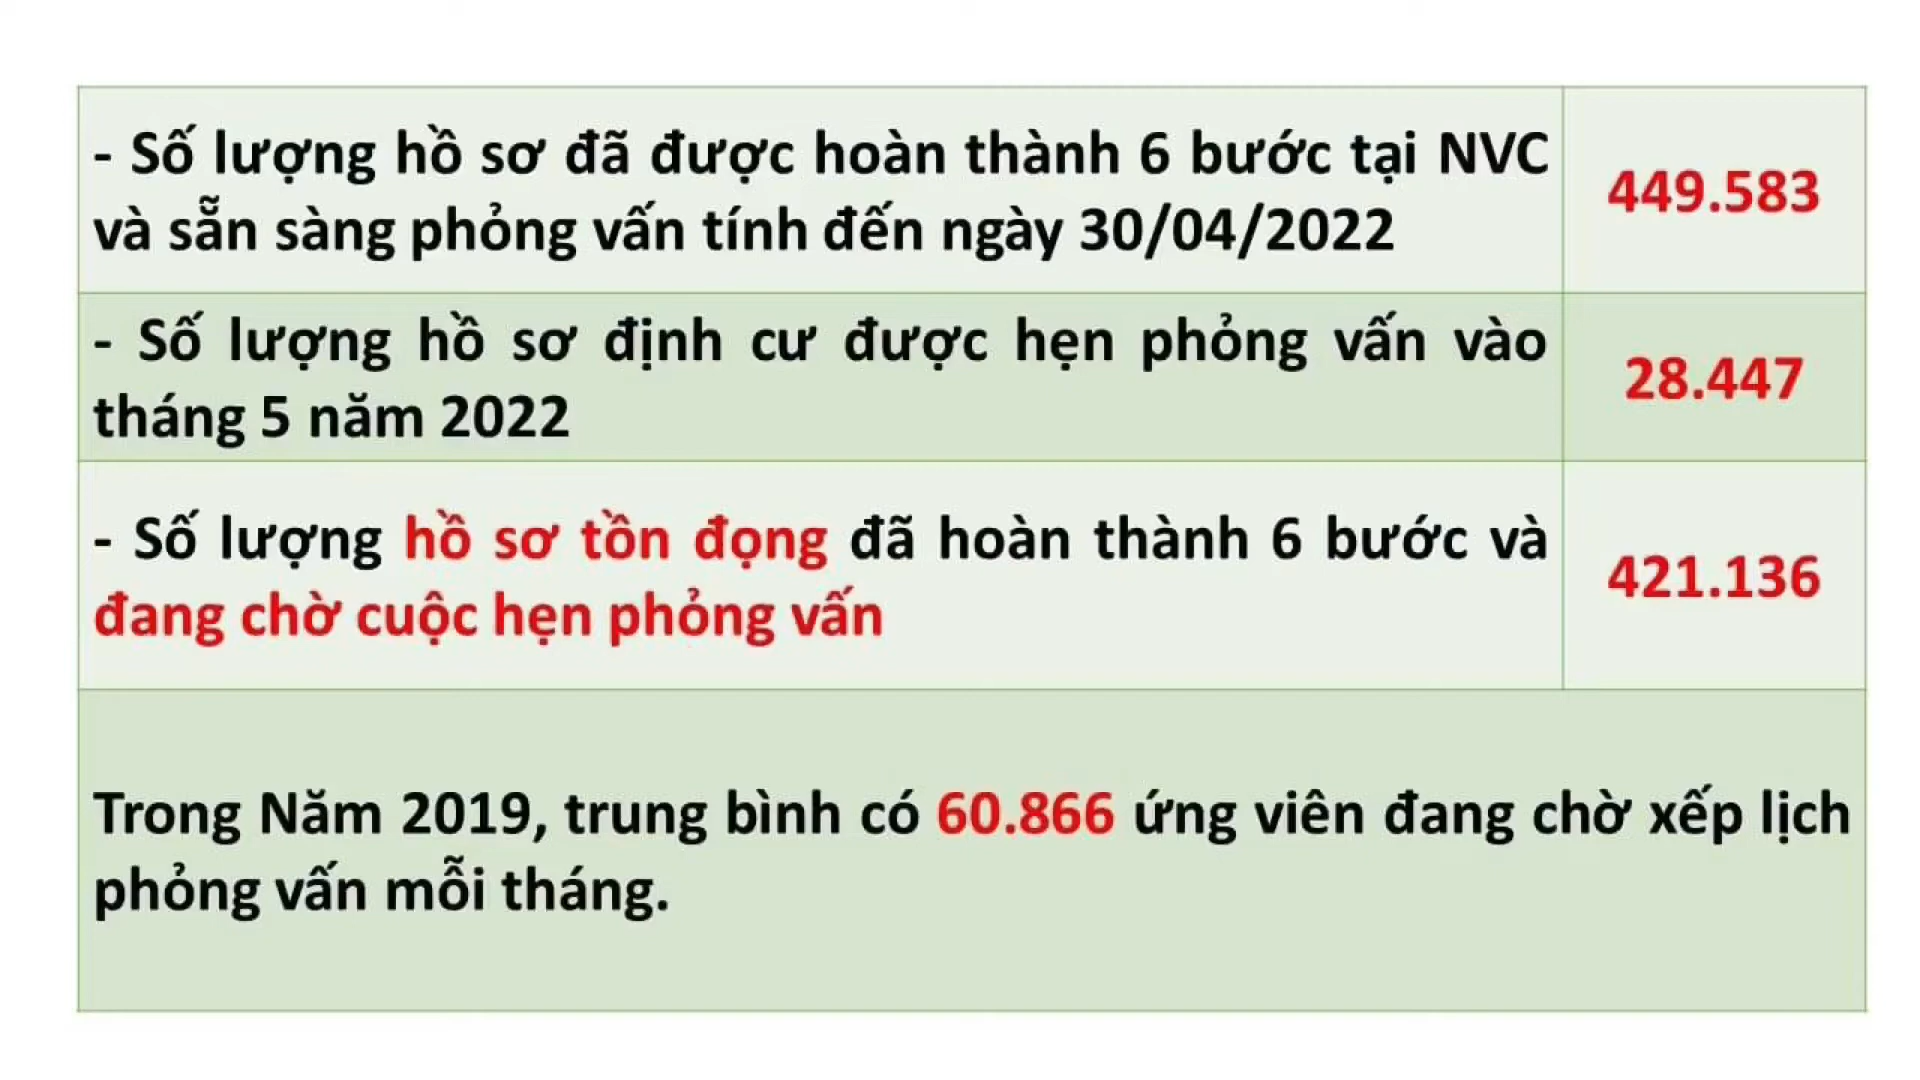 - Số lượng hồ sơ đã được hoàn thành 6 bước tại NVC
và sẵn sàng phỏng vấn tính đến ngày 30/04/2022
449.583
- Số lượng hồ sơ định cư được hẹn phỏng vấn vào
tháng 5 năm 2022
28.447
- Số lượng hồ sơ tồn đọng đã hoàn thành 6 bước và
đang chờ cuộc hẹn phỏng vấn
421.136
Trong Năm 2019, trung bình có 60.866 ứng viên đang chờ xếp lịch
phỏng vấn mỗi tháng.